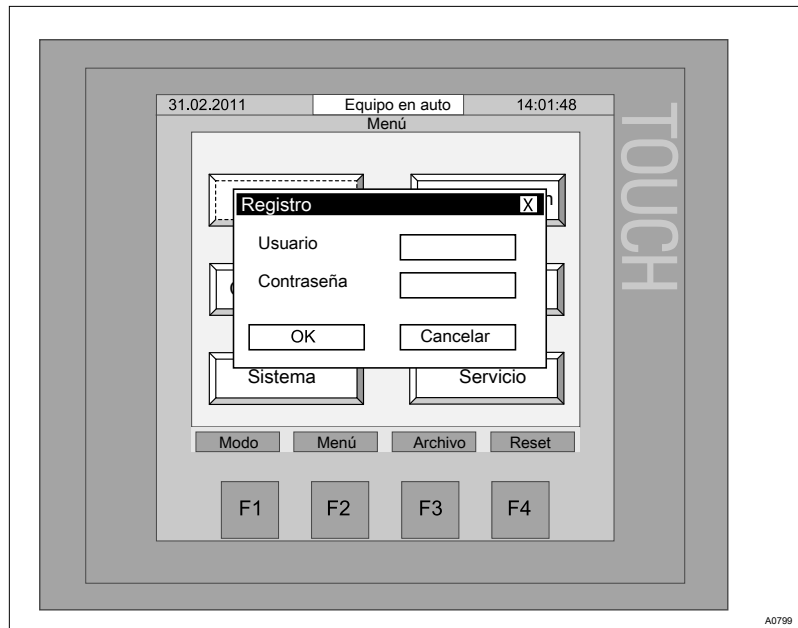 31.02.2011 Equipo en auto 14:01:48
Menú
Registro X
Usuario
Contraseña
OK Cancelar
Sistema Servicio
Modo Menú Archivo Reset
F1 F2 F3 F4
TOUCH
A0799